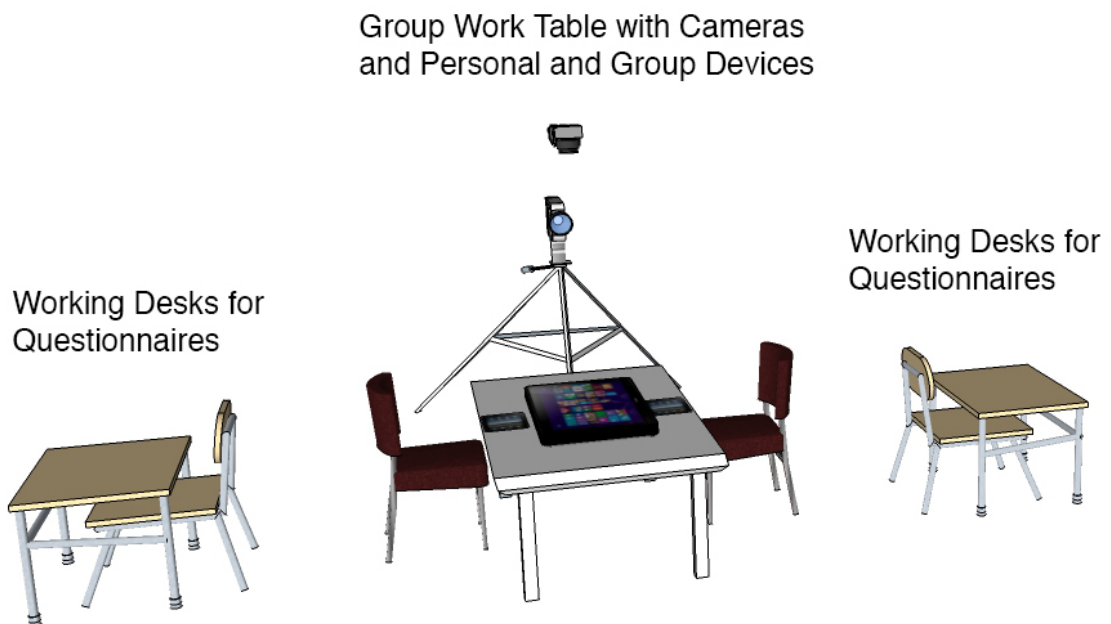 Group Work Table with Cameras
and Personal and Group Devices
Working Desks for
Questionnaires
Working Desks for
Questionnaires